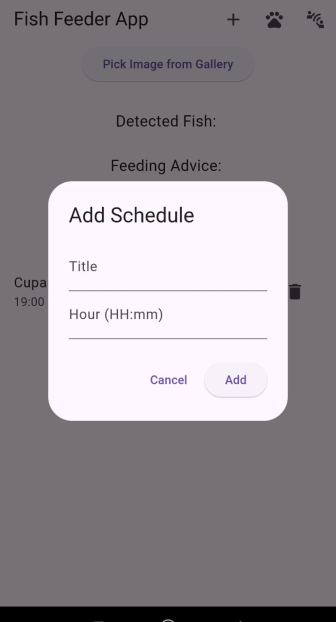 Fish Feeder App
Pick Image from Gallery
Detected Fish:
Feeding Advice:
Add Schedule
Title
Cupa
19:00
Hour (HH:mm)
Cancel Add